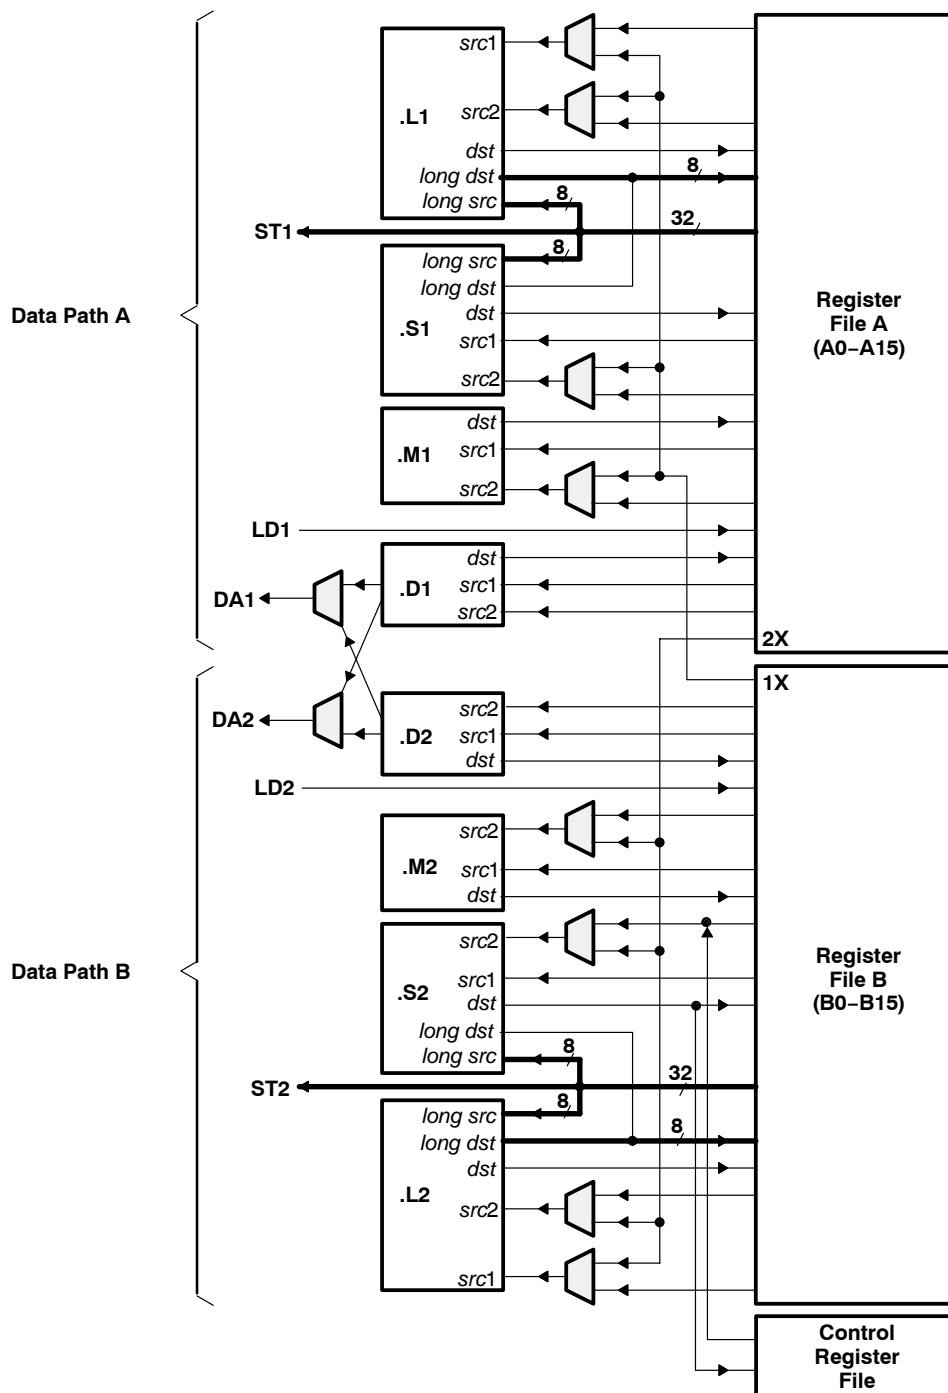 src1
.L1
src2
dst
long dst
8
long src
8
ST1
32
8
long src
long dst
dst
.S1
src1
src2
Data Path A
Register
File A
(A0–A15)
dst
.M1
src1
src2
LD1
dst
.D1
src1
src2
DA1
2X
1X
DA2
src2
.D2
src1
dst
LD2
src2
.M2
src1
dst
src2
.S2
src1
dst
long dst
long src
8
Data Path B
Register
File B
(B0–B15)
ST2
32
8
long src
long dst
8
dst
.L2
src2
src1
Control
Register
File